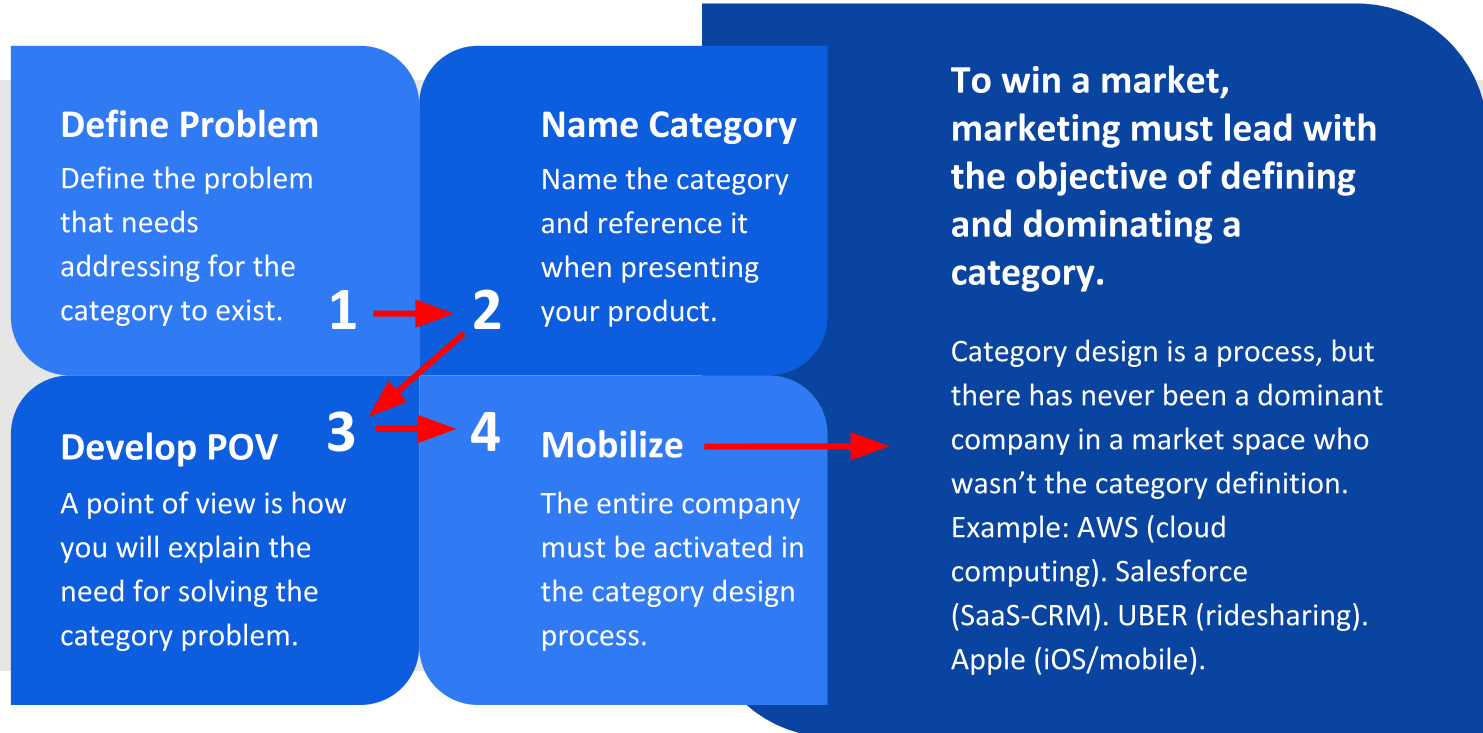 Define Problem
Define the problem
that needs
addressing for the
category to exist.
1
2
Name Category
Name the category
and reference it
when presenting
your product.
Develop POV
3
A point of view is how
you will explain the
need for solving the
category problem.
4
Mobilize
The entire company
must be activated in
the category design
process.
To win a market,
marketing must lead with
the objective of defining
and dominating a
category.
Category design is a process, but
there has never been a dominant
company in a market space who
wasn’t the category definition.
Example: AWS (cloud
computing). Salesforce
(SaaS-CRM). UBER (ridesharing).
Apple (iOS/mobile).